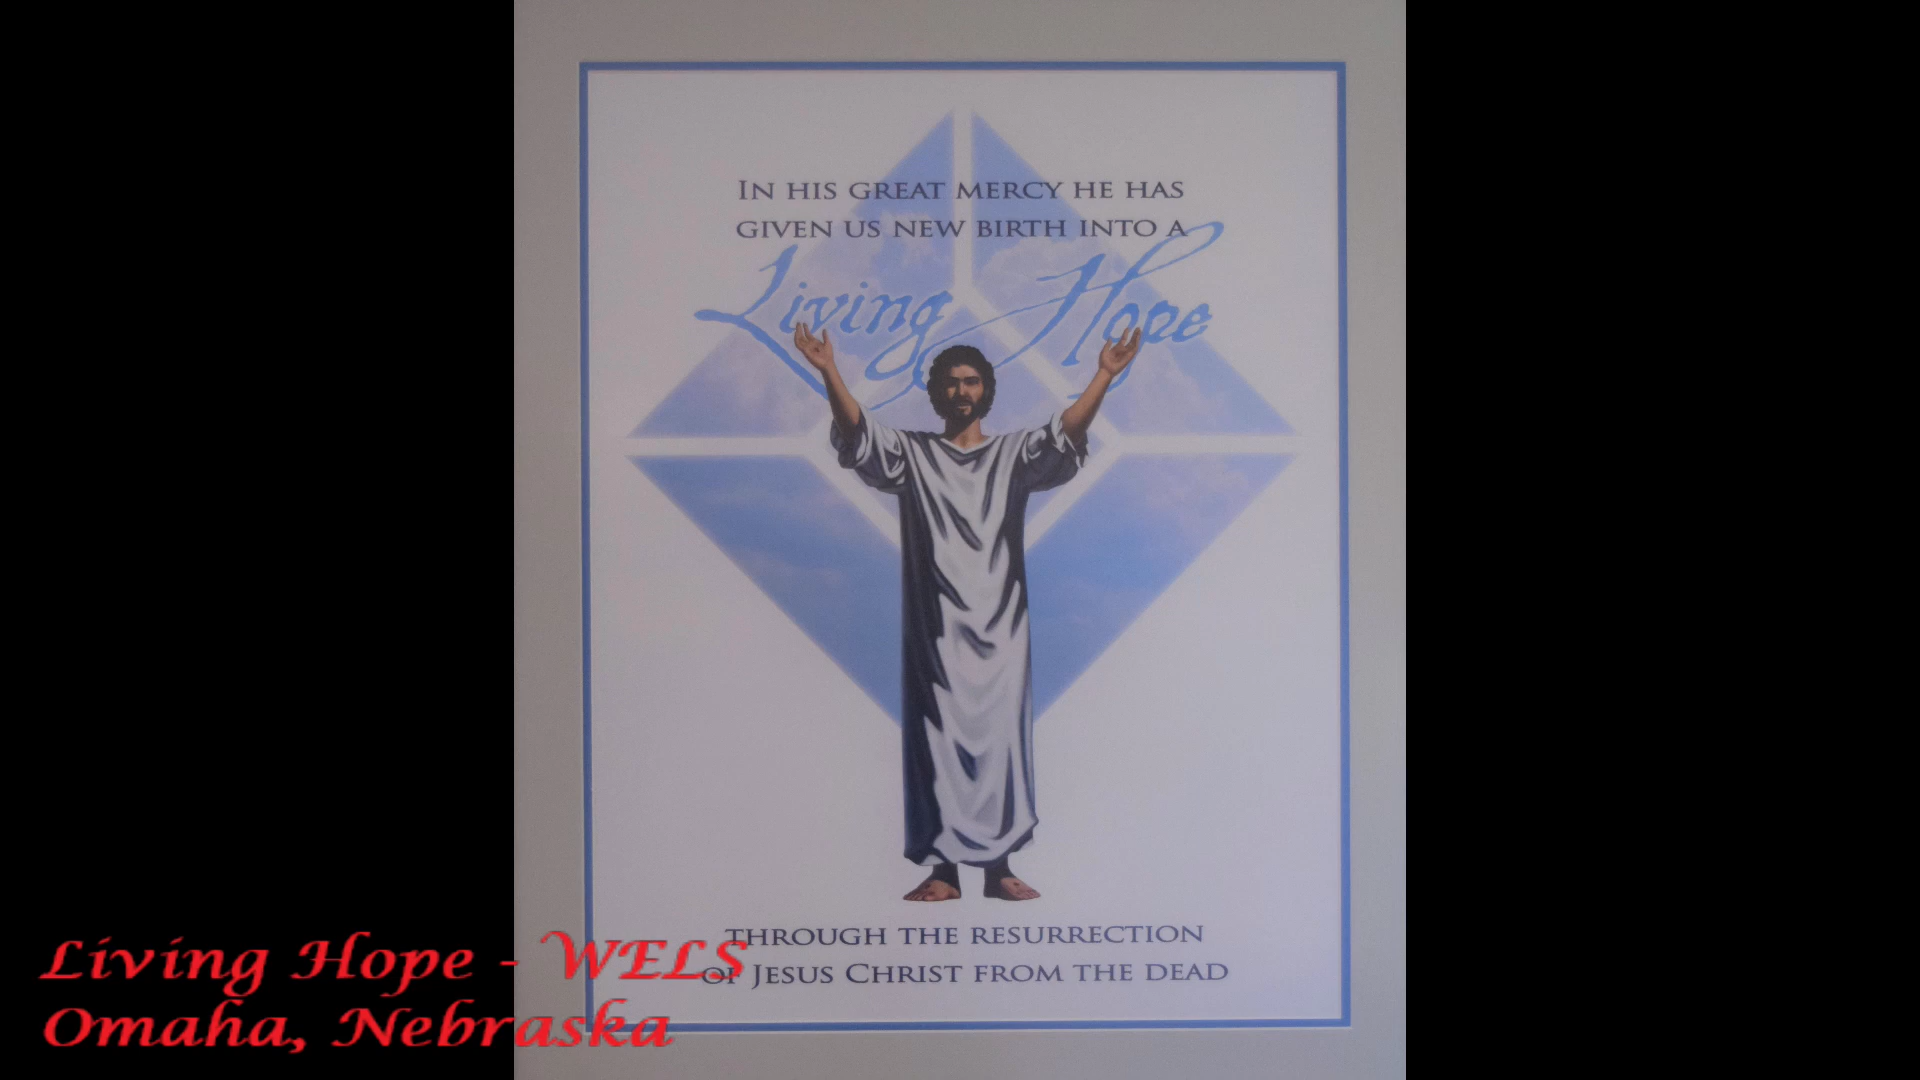 In his great mercy he has
given us new birth into a
Living Hope
through the resurrection
of Jesus Christ from the dead
Living Hope - WELS
Omaha, Nebraska